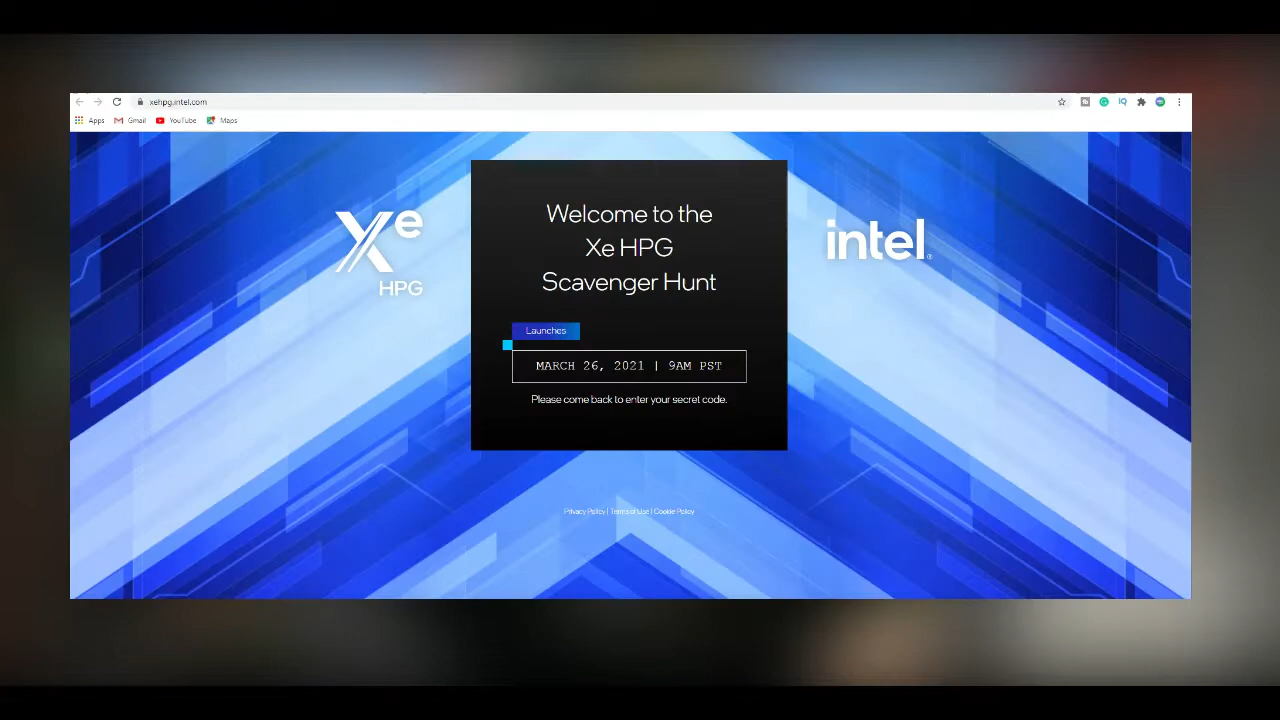 xehpg.intel.com
Apps Gmail YouTube Maps
Welcome to the
Xe HPG
Scavenger Hunt
Xe
HPG
intel®
Launches
MARCH 26, 2021 | 9AM PST
Please come back to enter your secret code.
Privacy Policy | Terms of Use | Cookie Policy